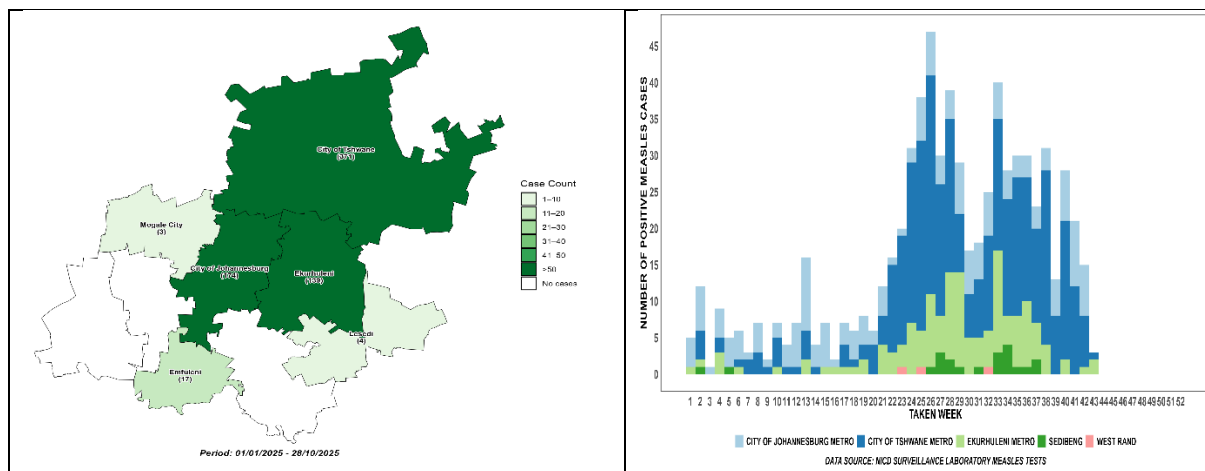 City of Tshwane
(371)
Mogale City
(3)
City of Johannesburg
Ekurhuleni
Lesedi
(4)
Emfuleni
(17)
Case Count
1–10
11–20
21–30
31–40
41–50
>50
No cases
Period: 01/01/2025 - 28/10/2025
NUMBER OF POSITIVE MEASLES CASES
45
40
35
30
25
20
15
10
5
0
1 2 3 4 5 6 7 8 9 10 11 12 13 14 15 16 17 18 19 20 21 22 23 24 25 26 27 28 29 30 31 32 33 34 35 36 37 38 39 40 41 42 43 44 45 46 47 48 49 50 51 52
TAKEN WEEK
CITY OF JOHANNESBURG METRO CITY OF TSHWANE METRO EKURHULENI METRO SEDIBENG WEST RAND
DATA SOURCE: NICD SURVEILLANCE LABORATORY MEASLES TESTS